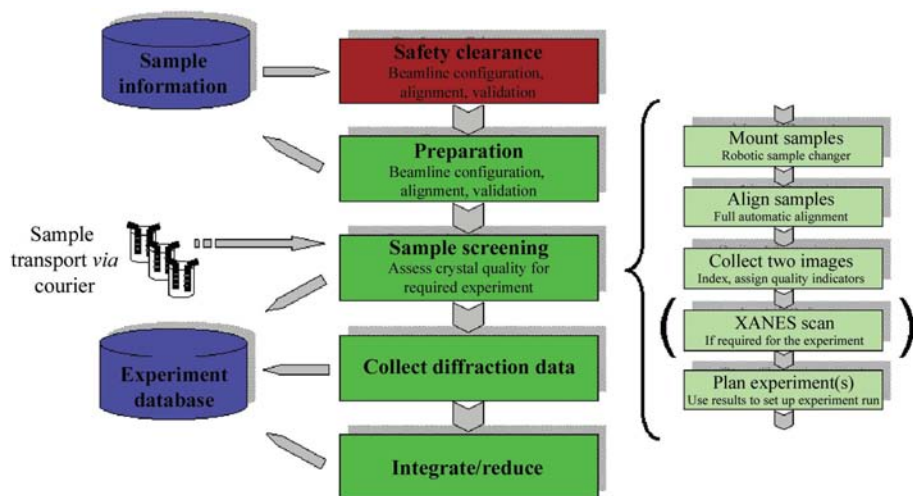 Sample
information
Safety clearance
Beamline configuration,
alignment, validation
Preparation
Beamline configuration,
alignment, validation
Sample
transport via
courier
Sample screening
Assess crystal quality for
required experiment
Experiment
database
Collect diffraction data
Integrate/reduce
Mount samples
Robotic sample changer
Align samples
Full automatic alignment
Collect two images
Index, assign quality indicators
XANES scan
If required for the experiment
Plan experiment(s)
Use results to set up experiment run